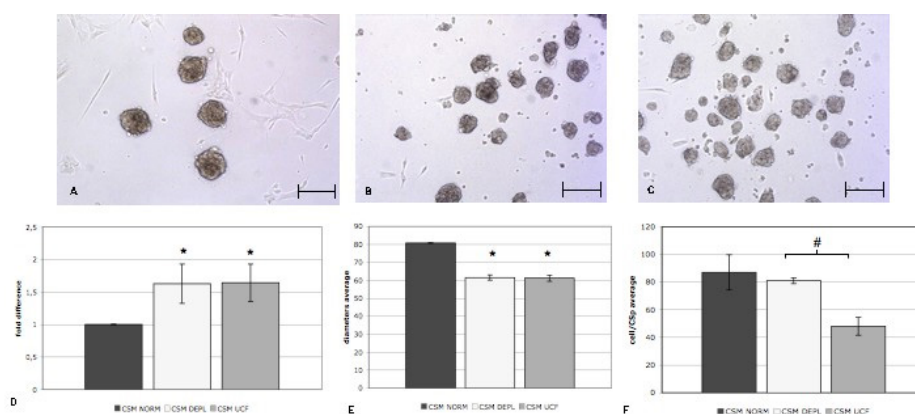 A
B
C
fold difference
2,5
2
1,5
1
0,5
0
*
*
D
CSM NORM CSM DEPL CSM UCF
diameters average
90
80
70
60
50
40
30
20
10
0
*
*
E
CSM NORM CSM DEPL CSM UCF
cell/CSp average
120
100
80
60
40
20
0
#
F
CSM NORM CSM DEPL CSM UCF